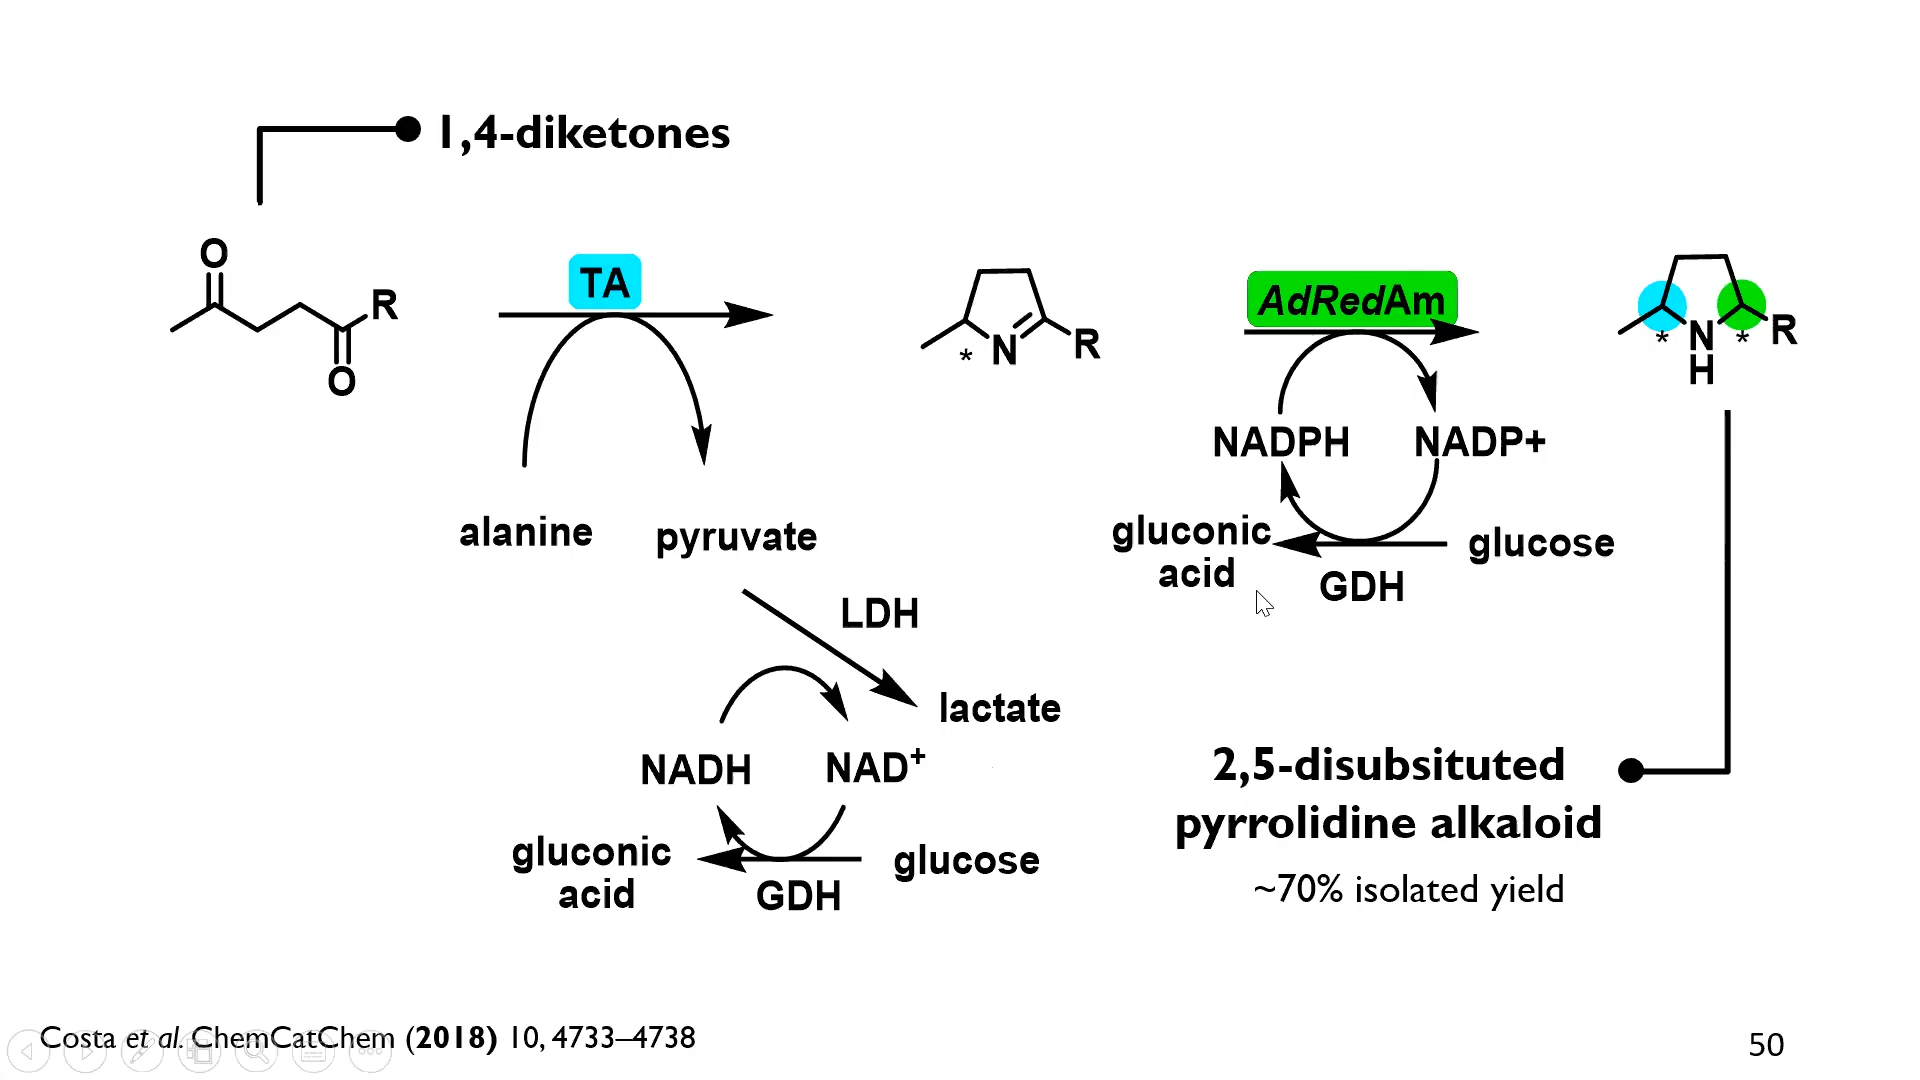 1,4-diketones
O
R
O
TA
* N R
AdRedAm
* N * R
H
NADPH NADP+
alanine pyruvate
gluconic
acid
glucose
GDH
LDH
lactate
NADH NAD+
gluconic
acid
glucose
GDH
2,5-disubsituted
pyrrolidine alkaloid
~70% isolated yield
Costa et al. ChemCatChem (2018) 10, 4733–4738
50